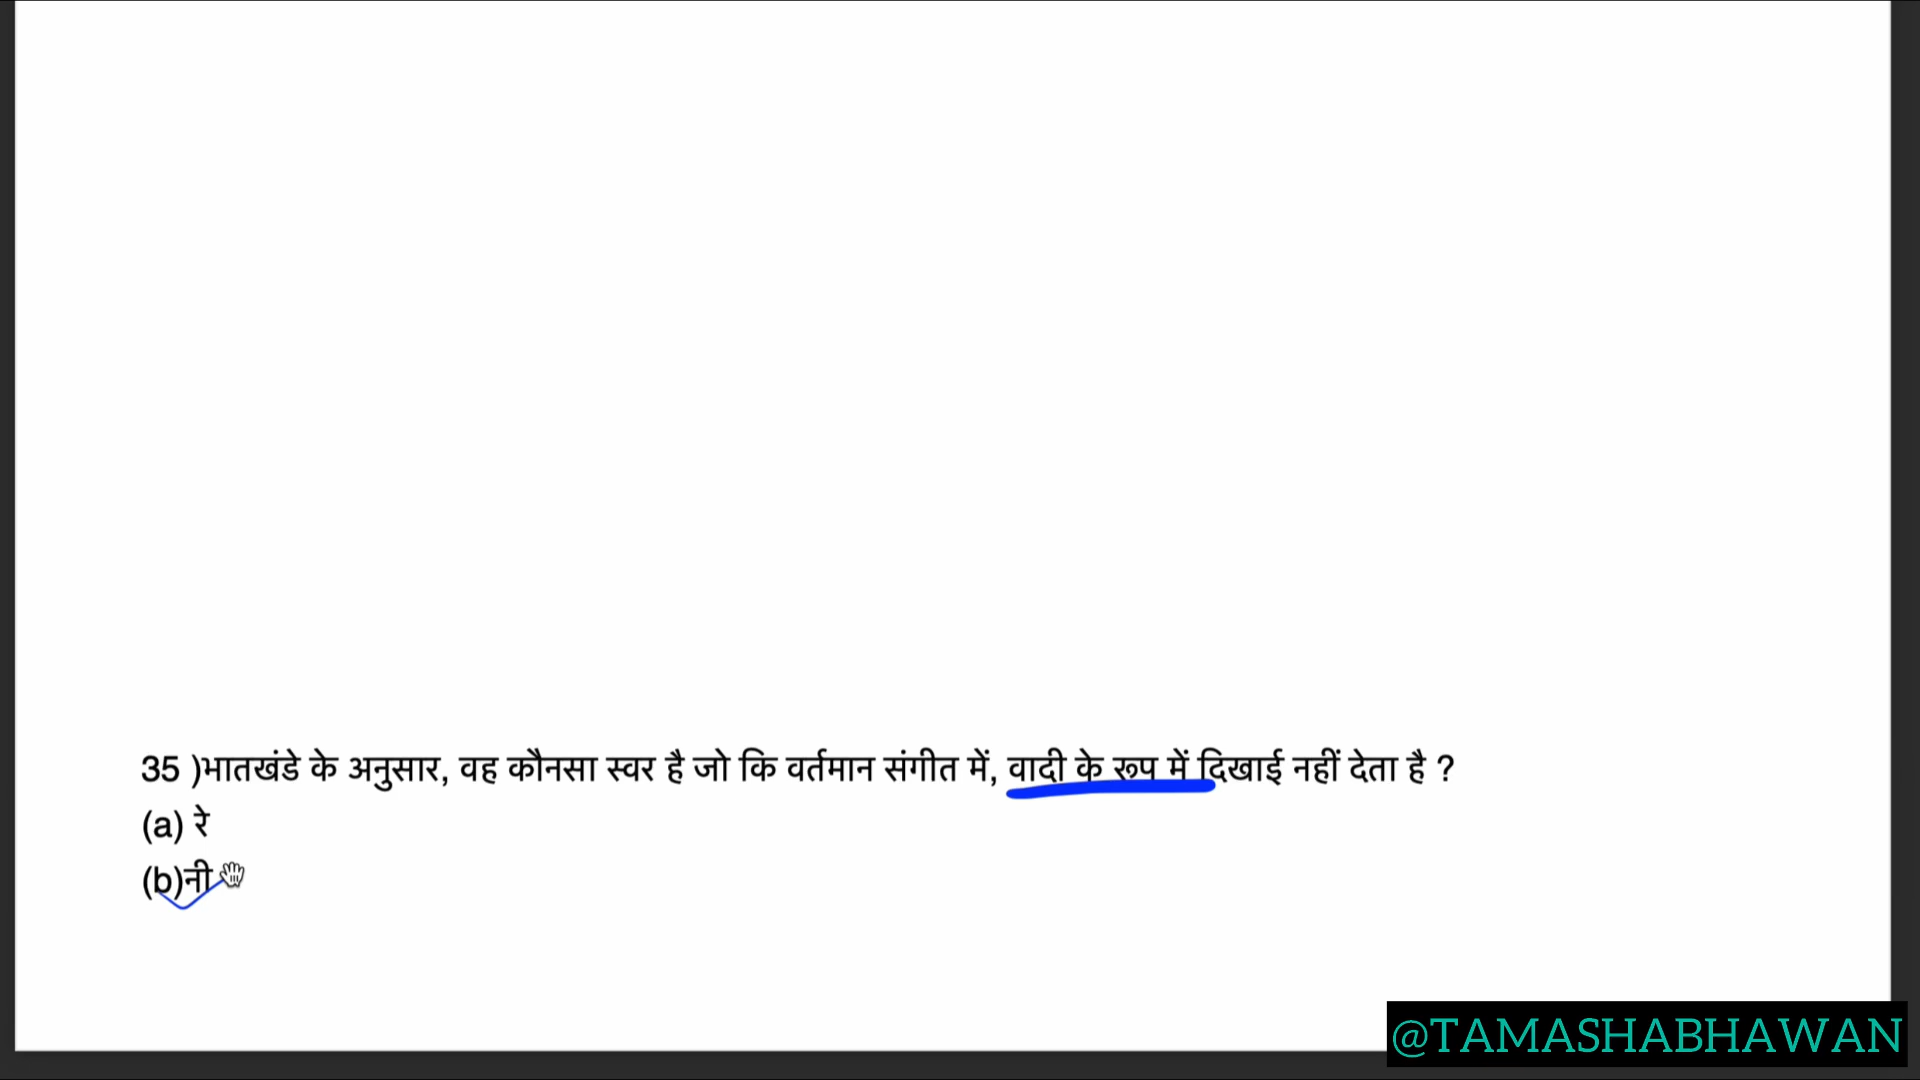 35 )भातखंडे के अनुसार, वह कौनसा स्वर है जो कि वर्तमान संगीत में, वादी के रूप में दिखाई नहीं देता है ?
(a) रे
(b)नी
@TAMASHABHAWAN